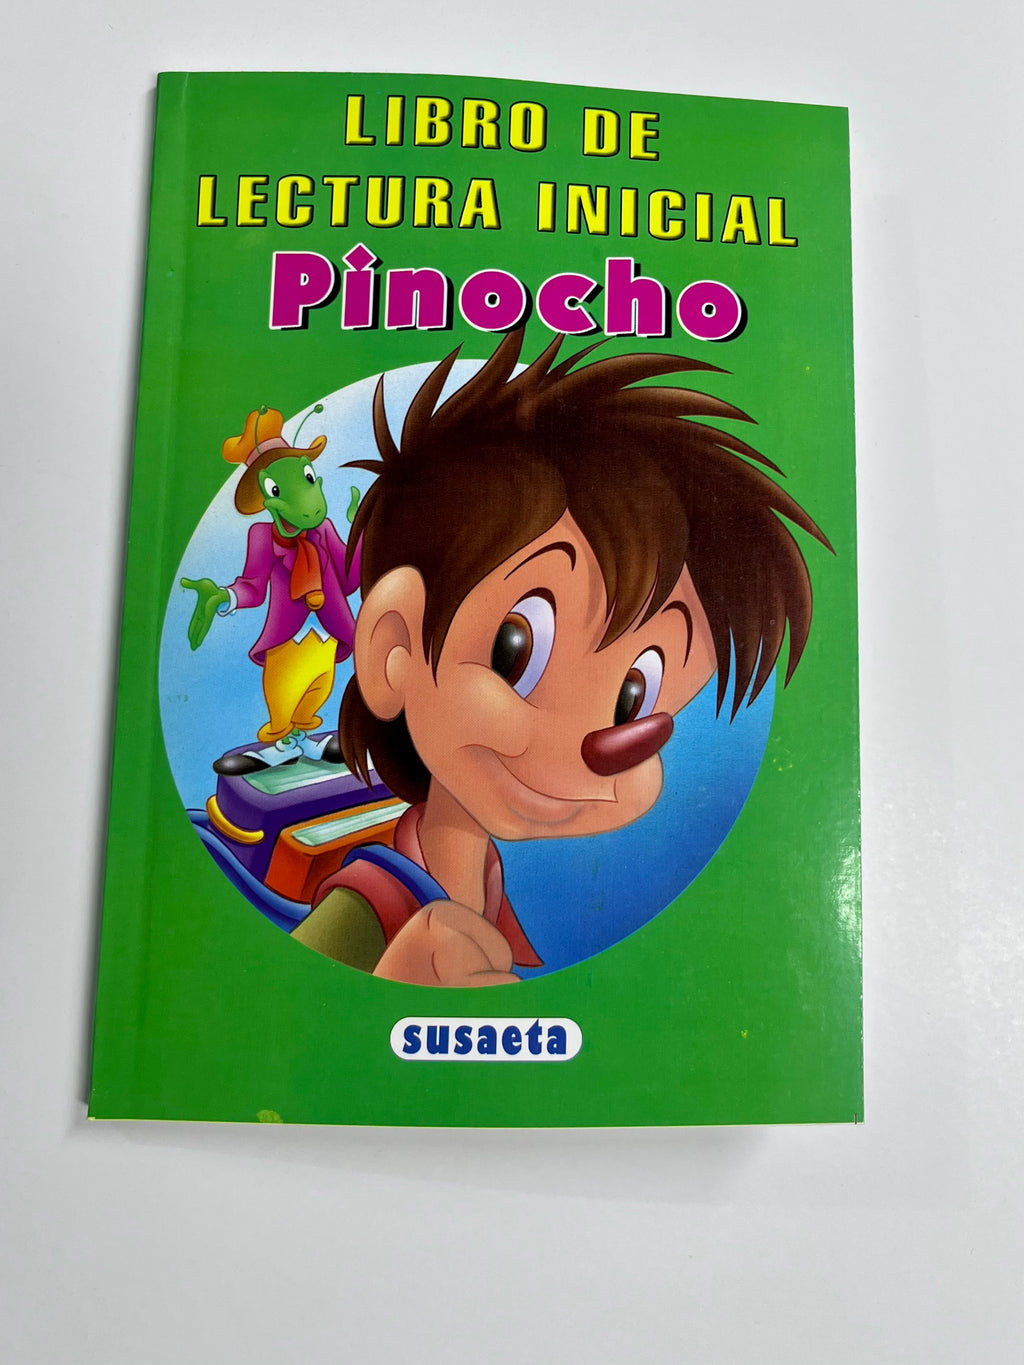 LIBRO DE
LECTURA INICIAL
Pinocho
susaeta